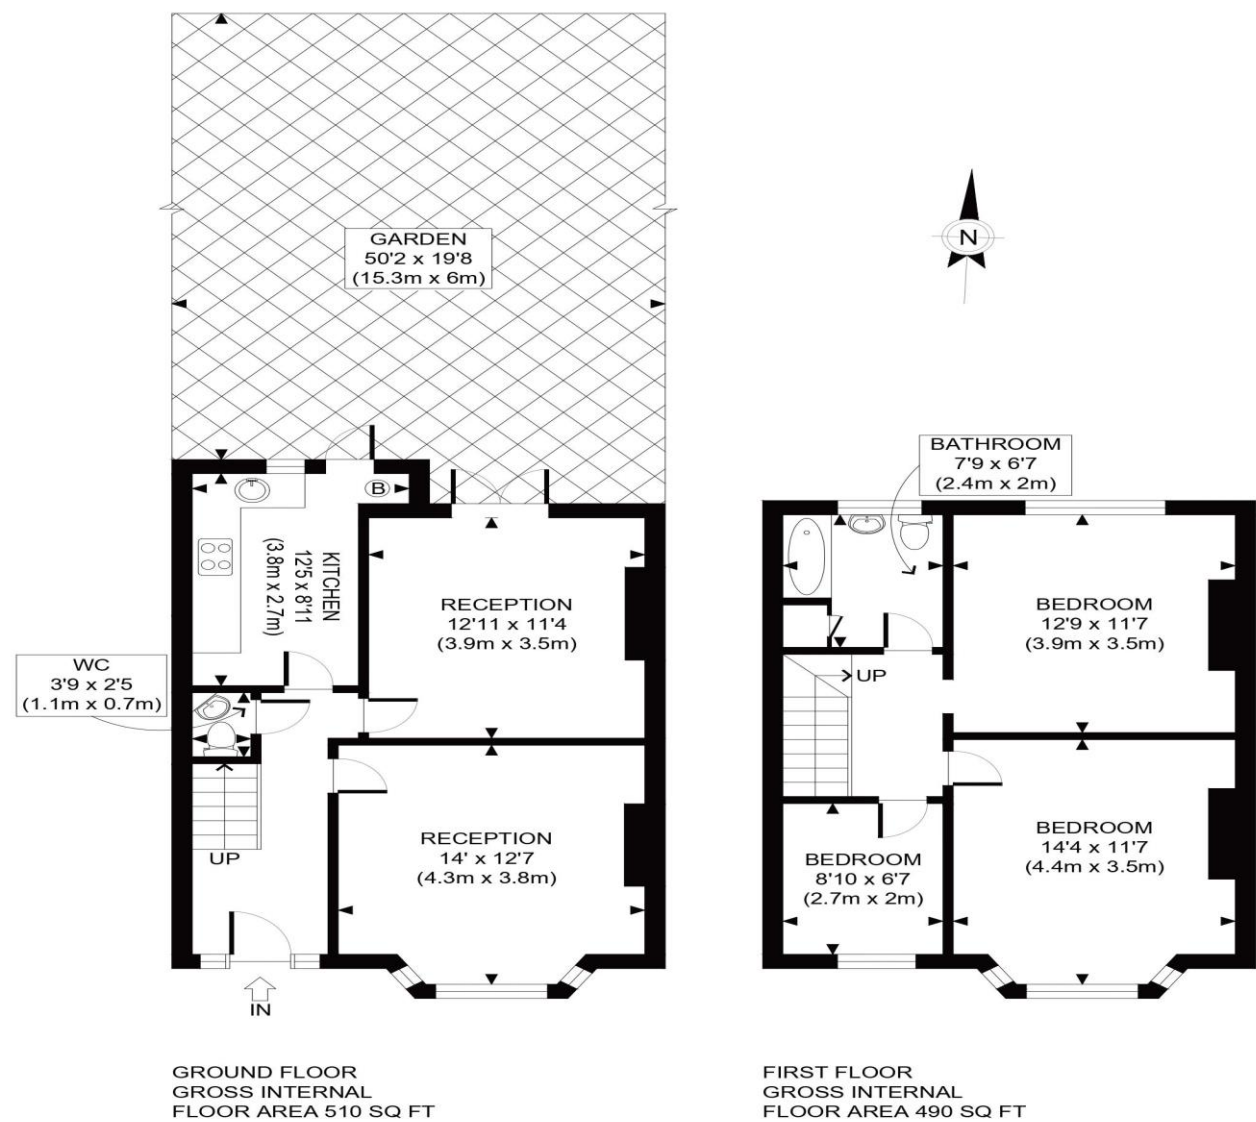 GARDEN
50'2 x 19'8
(15.3m x 6m)
N
BATHROOM
7'9 x 6'7
(2.4m x 2m)
B
KITCHEN
12'5 x 8'11
(3.8m x 2.7m)
RECEPTION
12'11 x 11'4
(3.9m x 3.5m)
BEDROOM
12'9 x 11'7
(3.9m x 3.5m)
WC
3'9 x 2'5
(1.1m x 0.7m)
UP
UP
RECEPTION
14' x 12'7
(4.3m x 3.8m)
BEDROOM
8'10 x 6'7
(2.7m x 2m)
BEDROOM
14'4 x 11'7
(4.4m x 3.5m)
IN
GROUND FLOOR
GROSS INTERNAL
FLOOR AREA 510 SQ FT
FIRST FLOOR
GROSS INTERNAL
FLOOR AREA 490 SQ FT